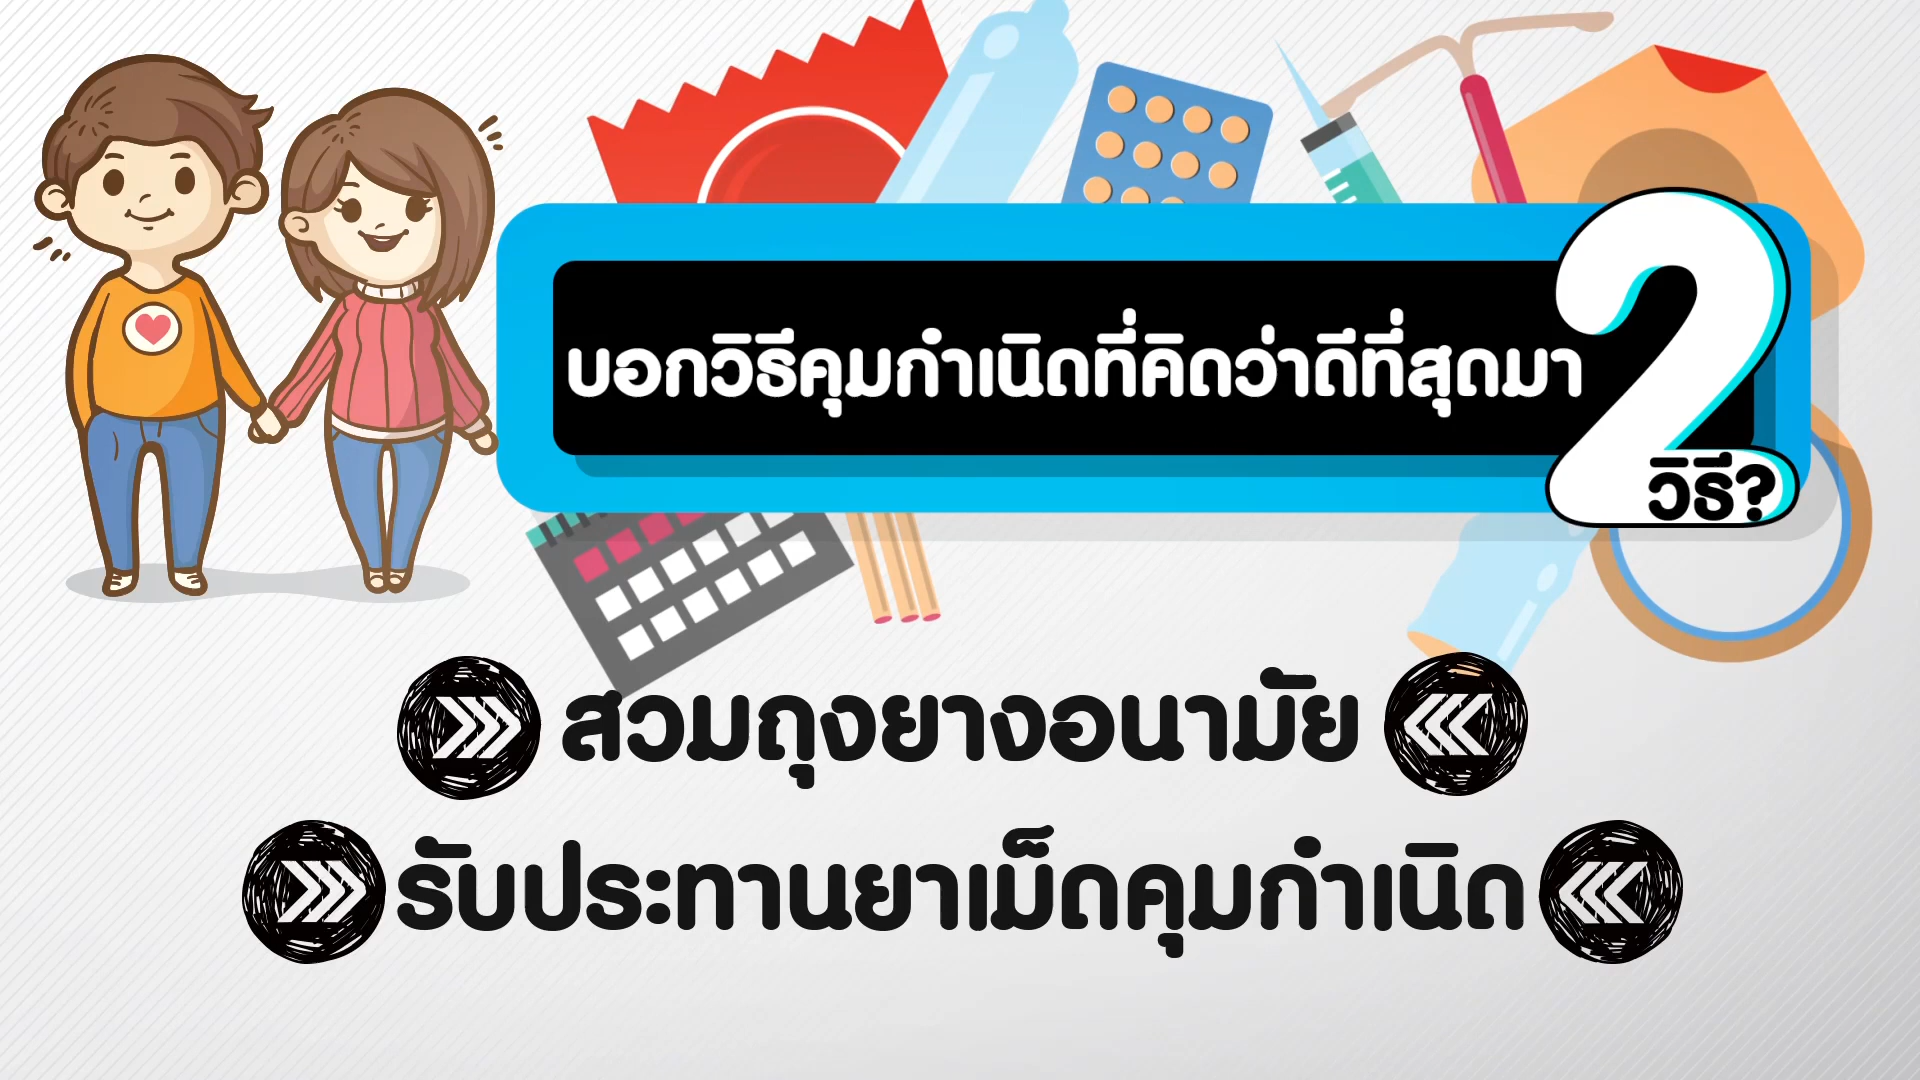 บอกวิธีคุมกำเนิดที่คิดว่าดีที่สุดมา 2 วิธี?
สวมถุงยางอนามัย
รับประทานยาเม็ดคุมกำเนิด